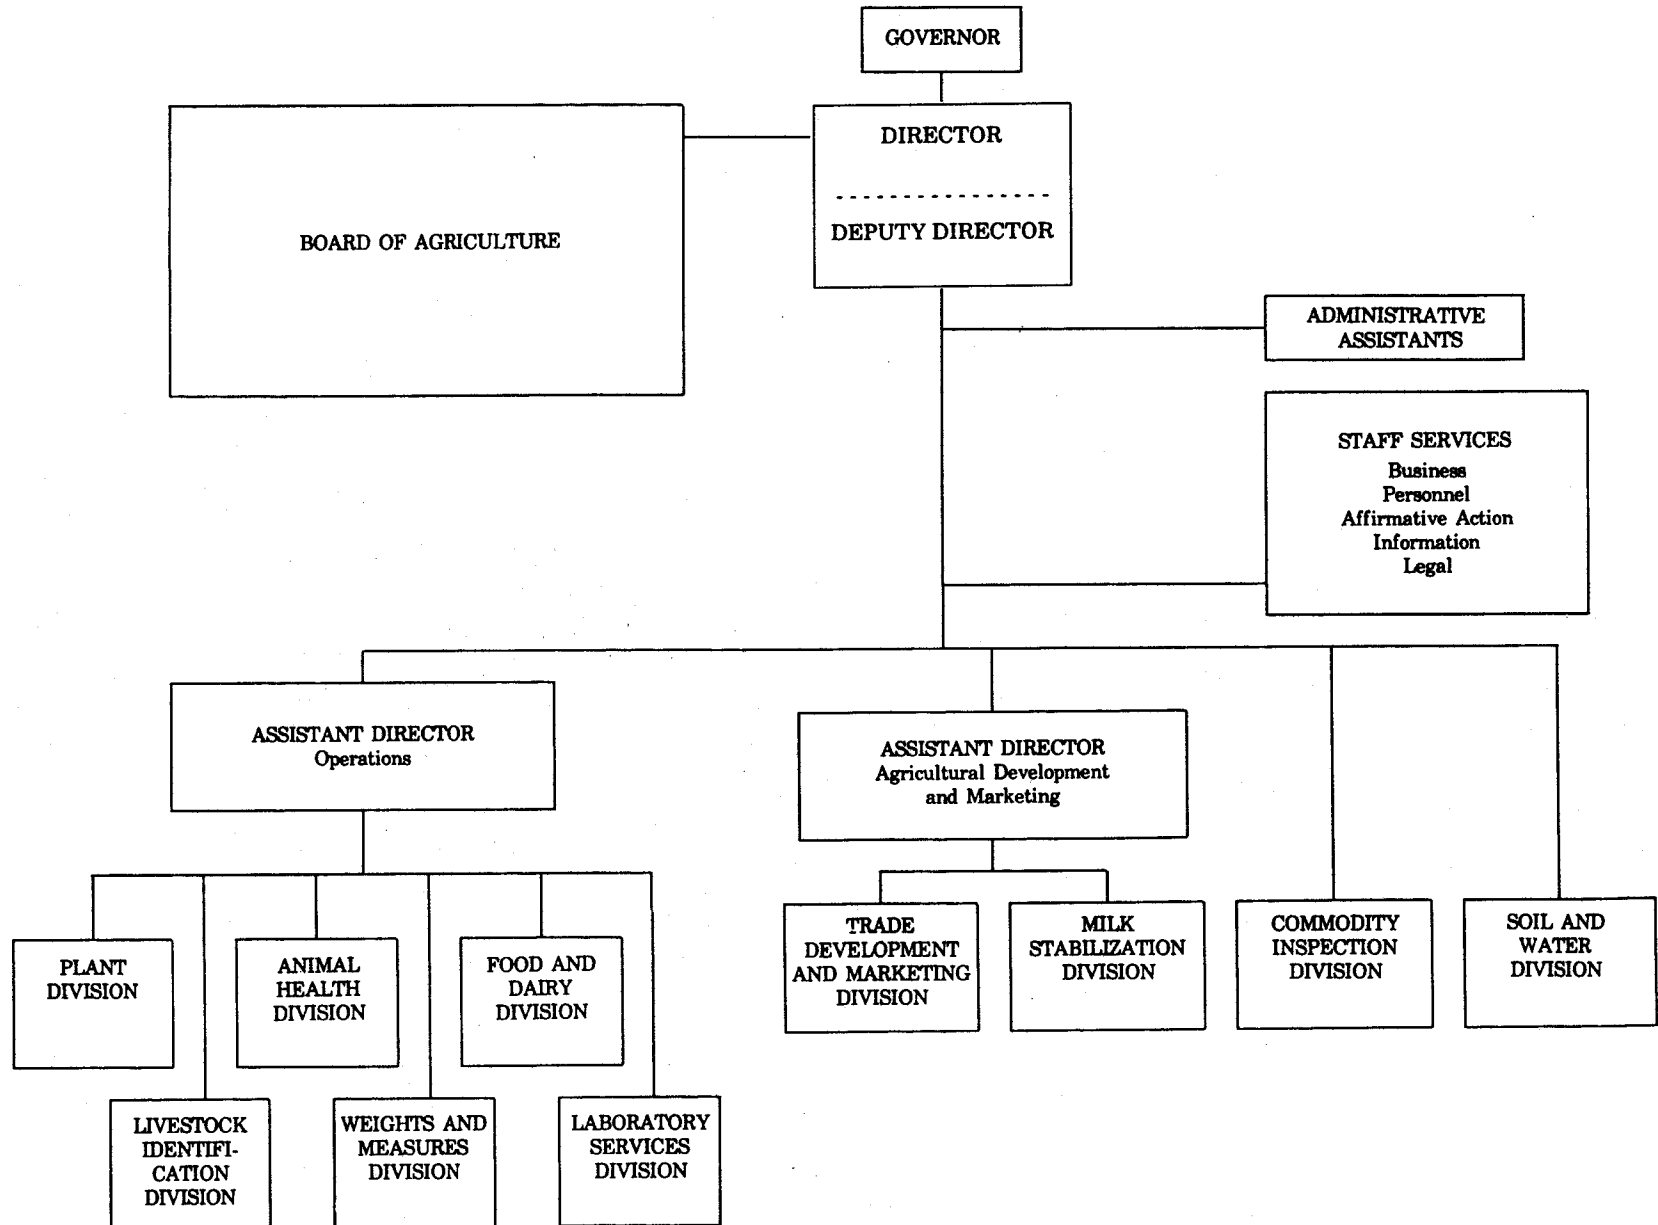 GOVERNOR
DIRECTOR
DEPUTY DIRECTOR
BOARD OF AGRICULTURE
ADMINISTRATIVE
ASSISTANTS
STAFF SERVICES
Business
Personnel
Affirmative Action
Information
Legal
ASSISTANT DIRECTOR
Operations
ASSISTANT DIRECTOR
Agricultural Development
and Marketing
PLANT
DIVISION
ANIMAL
HEALTH
DIVISION
FOOD AND
DAIRY
DIVISION
TRADE
DEVELOPMENT
AND MARKETING
DIVISION
MILK
STABILIZATION
DIVISION
COMMODITY
INSPECTION
DIVISION
SOIL AND
WATER
DIVISION
LIVESTOCK
IDENTIFI-
CATION
DIVISION
WEIGHTS AND
MEASURES
DIVISION
LABORATORY
SERVICES
DIVISION